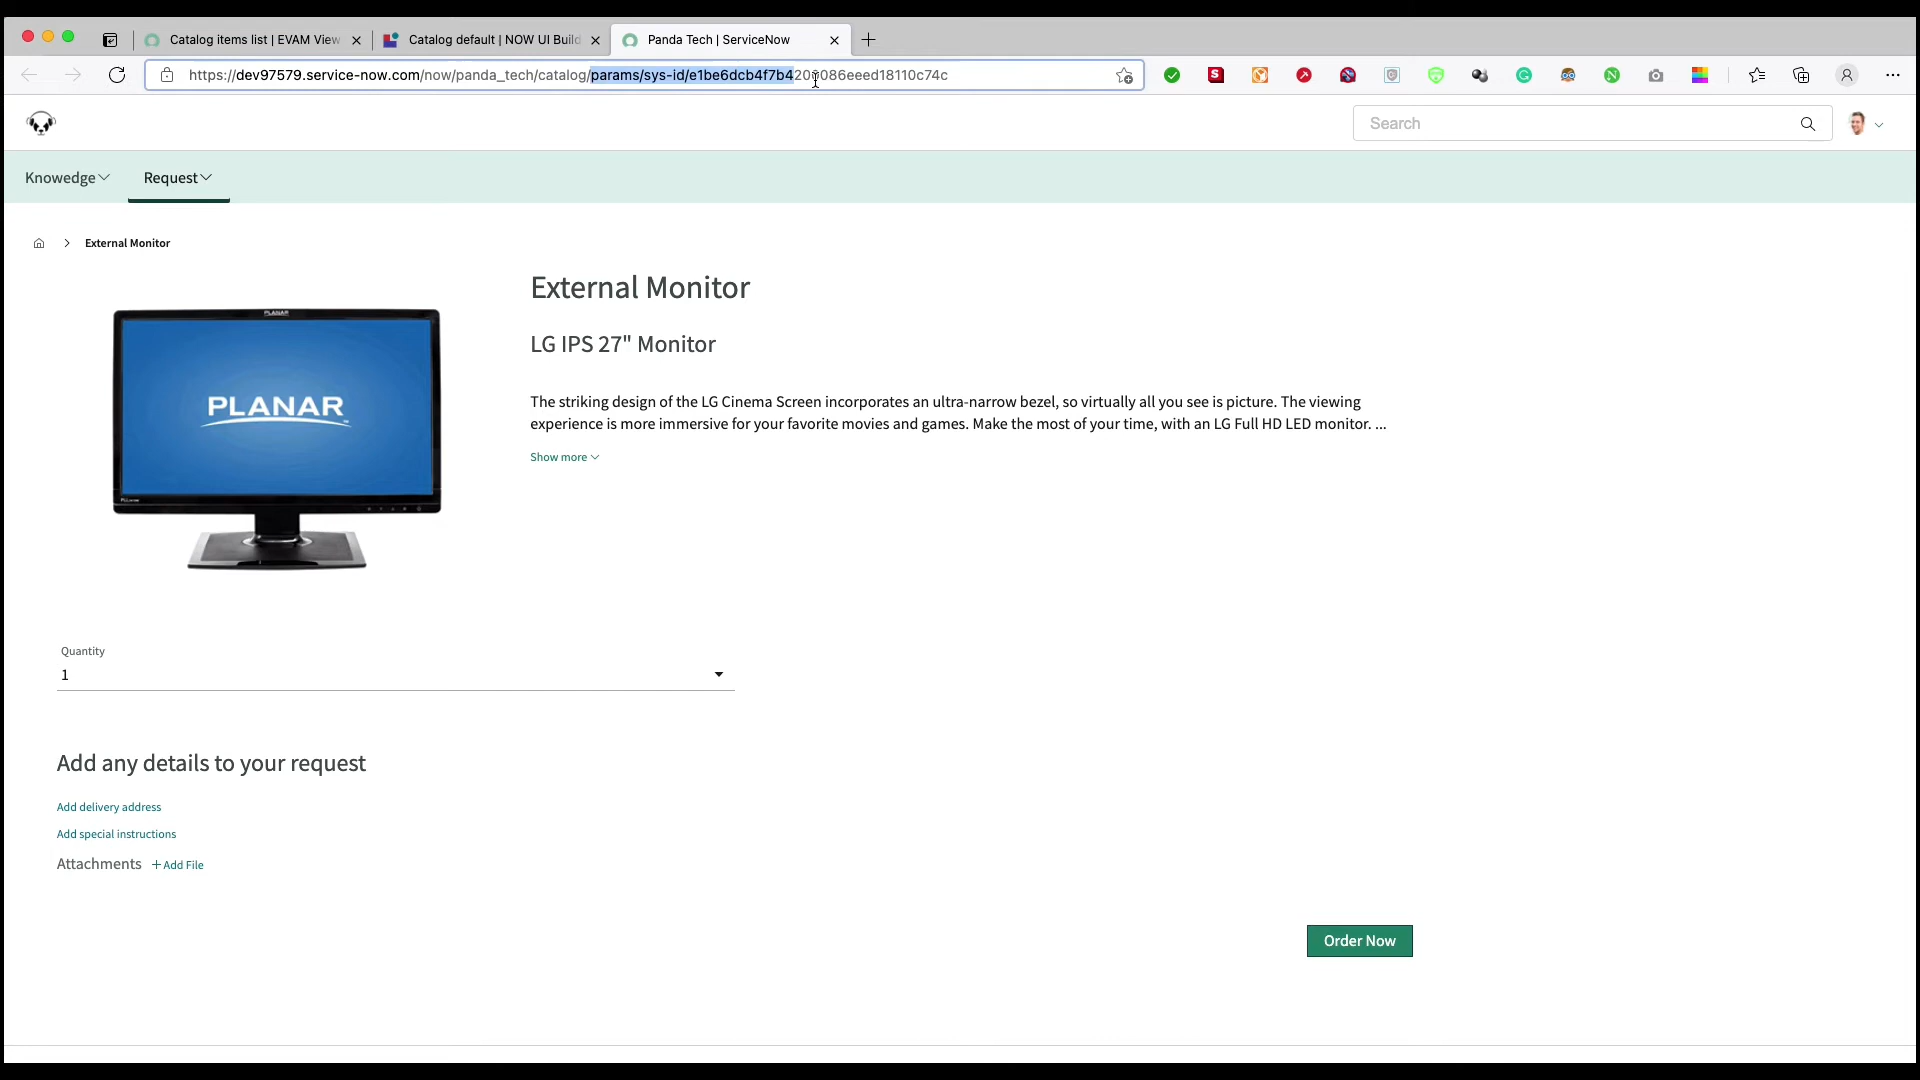 Catalog items list | EVAM View
Catalog default | NOW UI Build
Panda Tech | ServiceNow
https://dev97579.service-now.com/now/panda_tech/catalog/params/sys-id/e1be6dcb4f7b4200086eeed18110c74c
Search
Knowedge
Request
External Monitor
External Monitor
LG IPS 27" Monitor
The striking design of the LG Cinema Screen incorporates an ultra-narrow bezel, so virtually all you see is picture. The viewing
experience is more immersive for your favorite movies and games. Make the most of your time, with an LG Full HD LED monitor. ...
Show more
PLANAR
PLANAR
Quantity
1
Add any details to your request
Add delivery address
Add special instructions
Attachments + Add File
Order Now